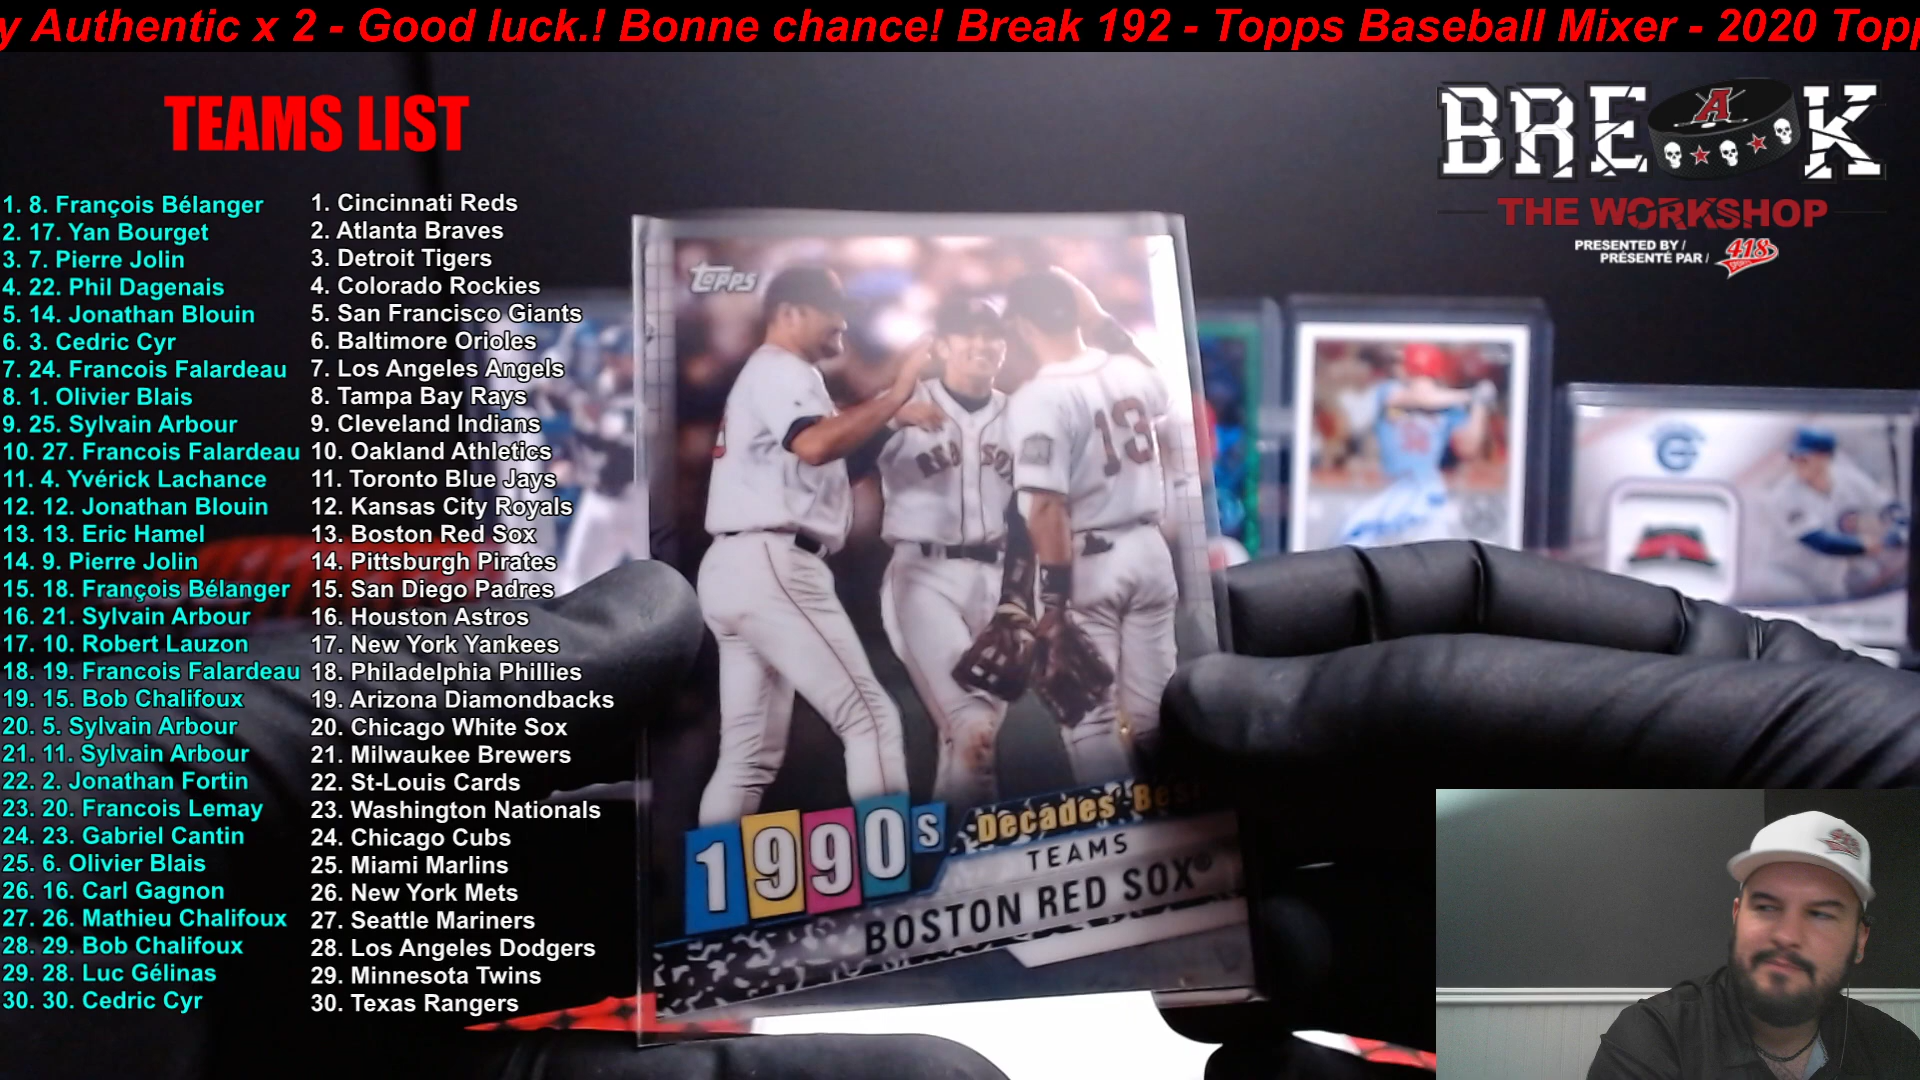 y Authentic x 2 - Good luck.! Bonne chance! Break 192 - Topps Baseball Mixer - 2020 Topp
TEAMS LIST
1. 8. François Bélanger
2. 17. Yan Bourget
3. 7. Pierre Jolin
4. 22. Phil Dagenais
5. 14. Jonathan Blouin
6. 3. Cedric Cyr
7. 24. Francois Falardeau
8. 1. Olivier Blais
9. 25. Sylvain Arbour
10. 27. Francois Falardeau
11. 4. Yvérick Lachance
12. 12. Jonathan Blouin
13. 13. Eric Hamel
14. 9. Pierre Jolin
15. 18. François Bélanger
16. 21. Sylvain Arbour
17. 10. Robert Lauzon
18. 19. Francois Falardeau
19. 15. Bob Chalifoux
20. 5. Sylvain Arbour
21. 11. Sylvain Arbour
22. 2. Jonathan Fortin
23. 20. Francois Lemay
24. 23. Gabriel Cantin
25. 6. Olivier Blais
26. 16. Carl Gagnon
27. 26. Mathieu Chalifoux
28. 29. Bob Chalifoux
29. 28. Luc Gélinas
30. 30. Cedric Cyr
1. Cincinnati Reds
2. Atlanta Braves
3. Detroit Tigers
4. Colorado Rockies
5. San Francisco Giants
6. Baltimore Orioles
7. Los Angeles Angels
8. Tampa Bay Rays
9. Cleveland Indians
10. Oakland Athletics
11. Toronto Blue Jays
12. Kansas City Royals
13. Boston Red Sox
14. Pittsburgh Pirates
15. San Diego Padres
16. Houston Astros
17. New York Yankees
18. Philadelphia Phillies
19. Arizona Diamondbacks
20. Chicago White Sox
21. Milwaukee Brewers
22. St-Louis Cards
23. Washington Nationals
24. Chicago Cubs
25. Miami Marlins
26. New York Mets
27. Seattle Mariners
28. Los Angeles Dodgers
29. Minnesota Twins
30. Texas Rangers
Topps
RED SOX
13
1990s
Decades' Best
TEAMS
BOSTON RED SOX®
BREAK
A
THE WORKSHOP
PRESENTED BY /
PRÉSENTÉ PAR /
418